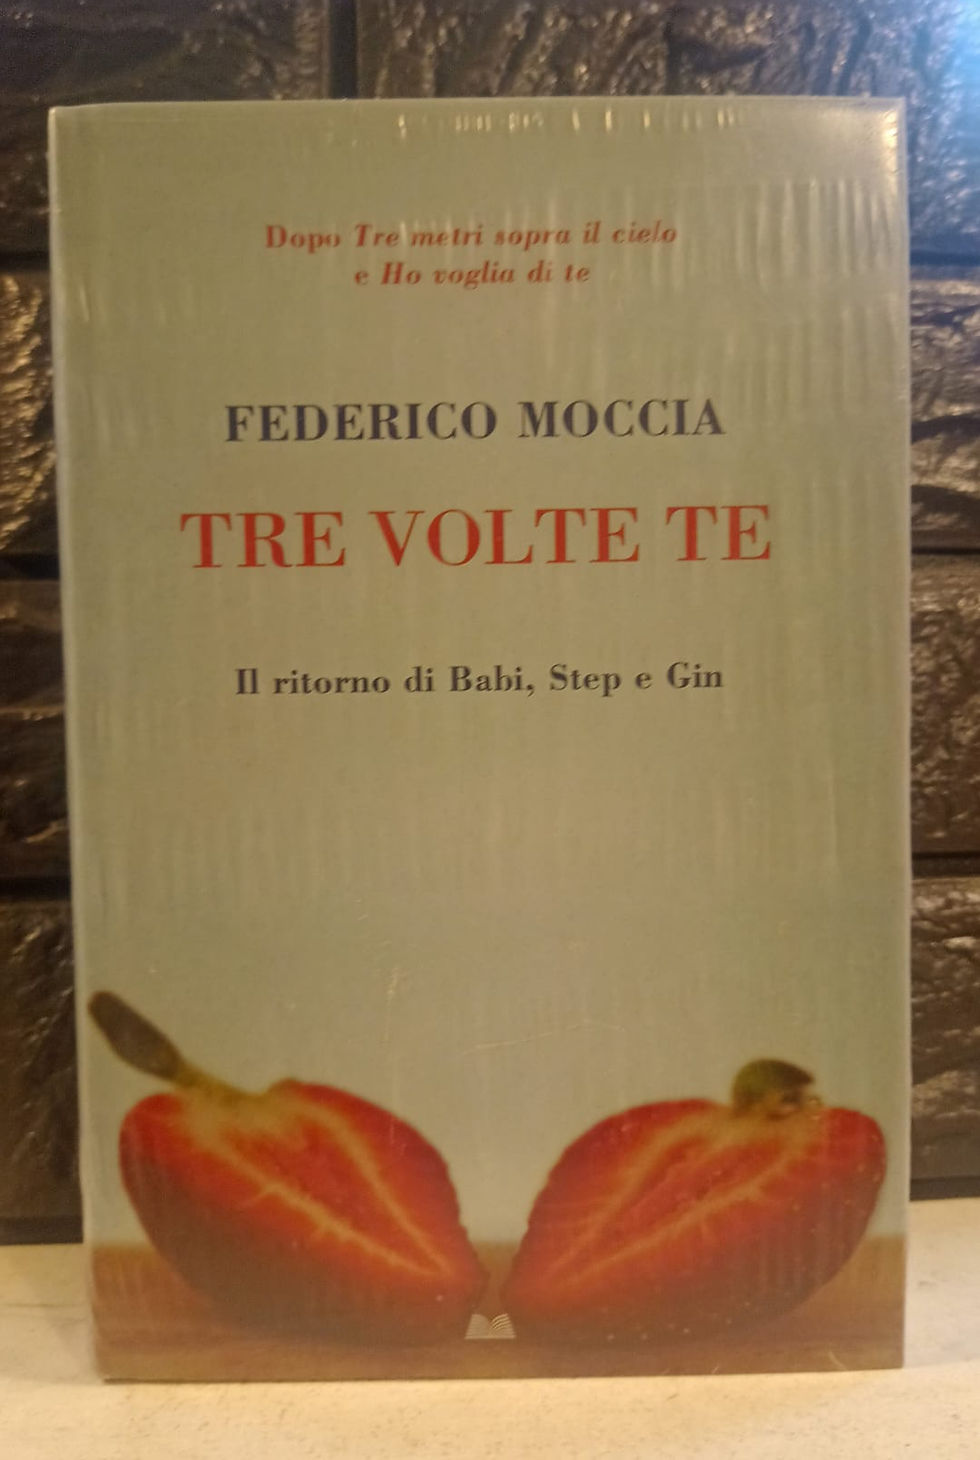 Dopo Tre metri sopra il cielo
e Ho voglia di te
FEDERICO MOCCIA
TRE VOLTE TE
Il ritorno di Babi, Step e Gin